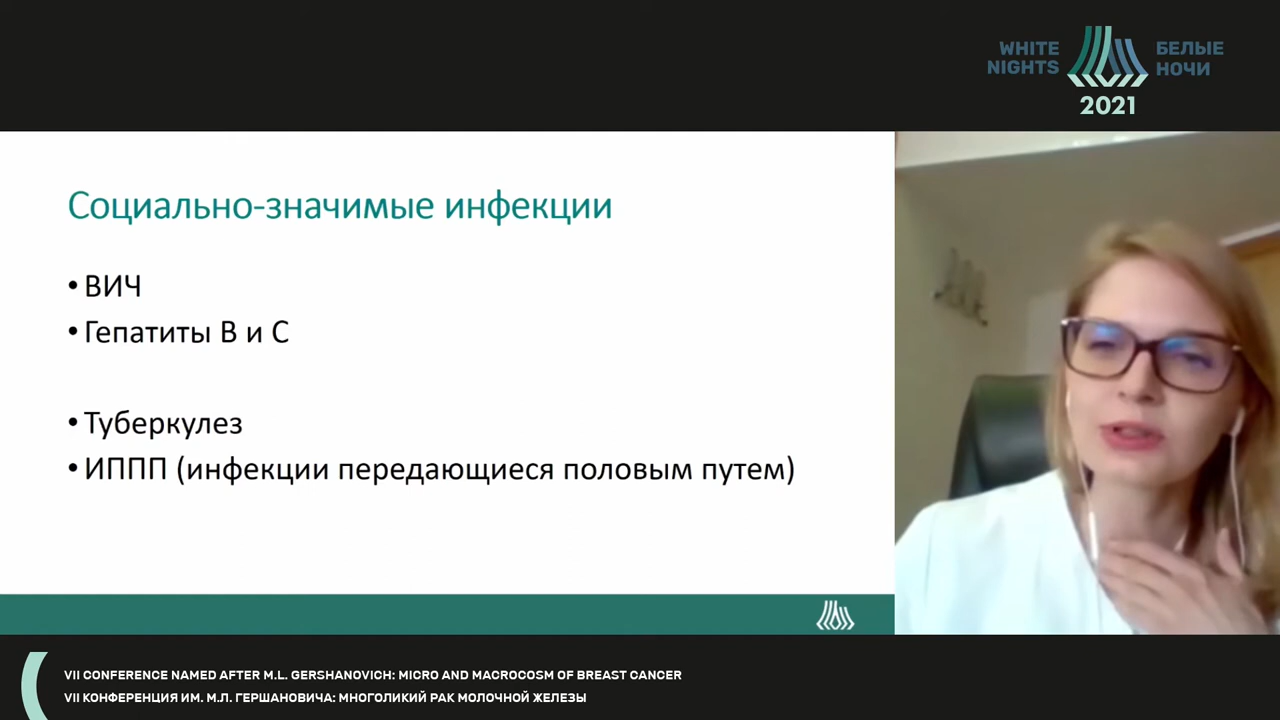 WHITE NIGHTS
БЕЛЫЕ НОЧИ
2021
Социально-значимые инфекции
• ВИЧ
• Гепатиты В и С
• Туберкулез
• ИППП (инфекции передающиеся половым путем)
VII CONFERENCE NAMED AFTER M.L. GERSHANOVICH: MICRO AND MACROCOSM OF BREAST CANCER
VII КОНФЕРЕНЦИЯ ИМ. М.Л. ГЕРШАНОВИЧА: МНОГОЛИКИЙ РАК МОЛОЧНОЙ ЖЕЛЕЗЫ